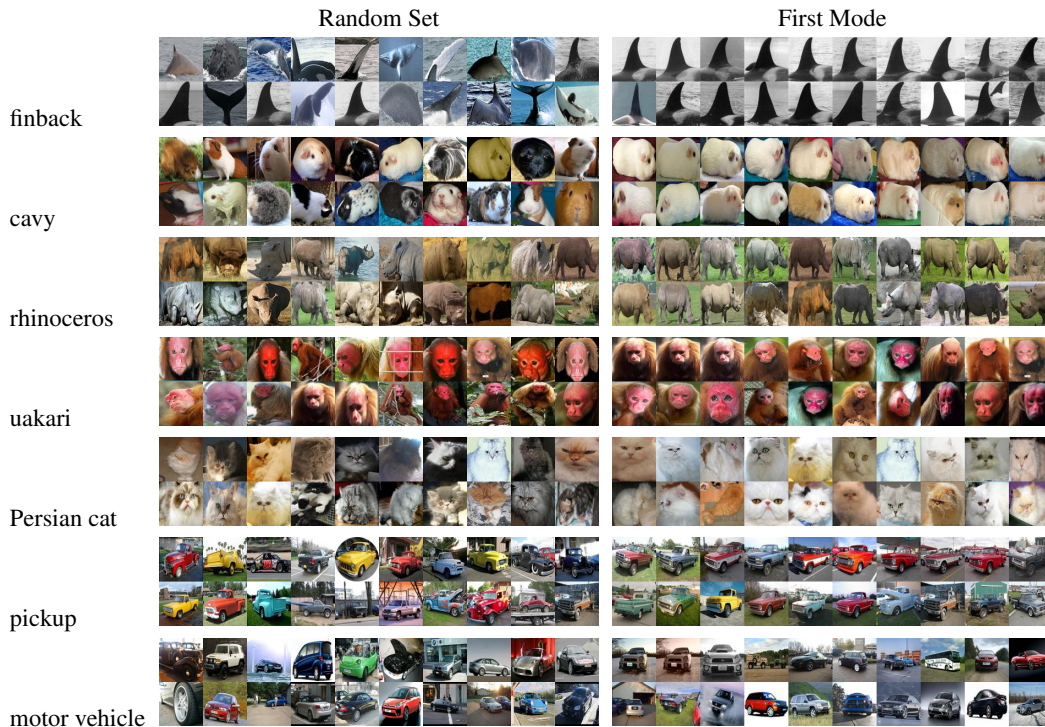 Random Set
First Mode
finback
cavy
rhinoceros
uakari
Persian cat
pickup
motor vehicle